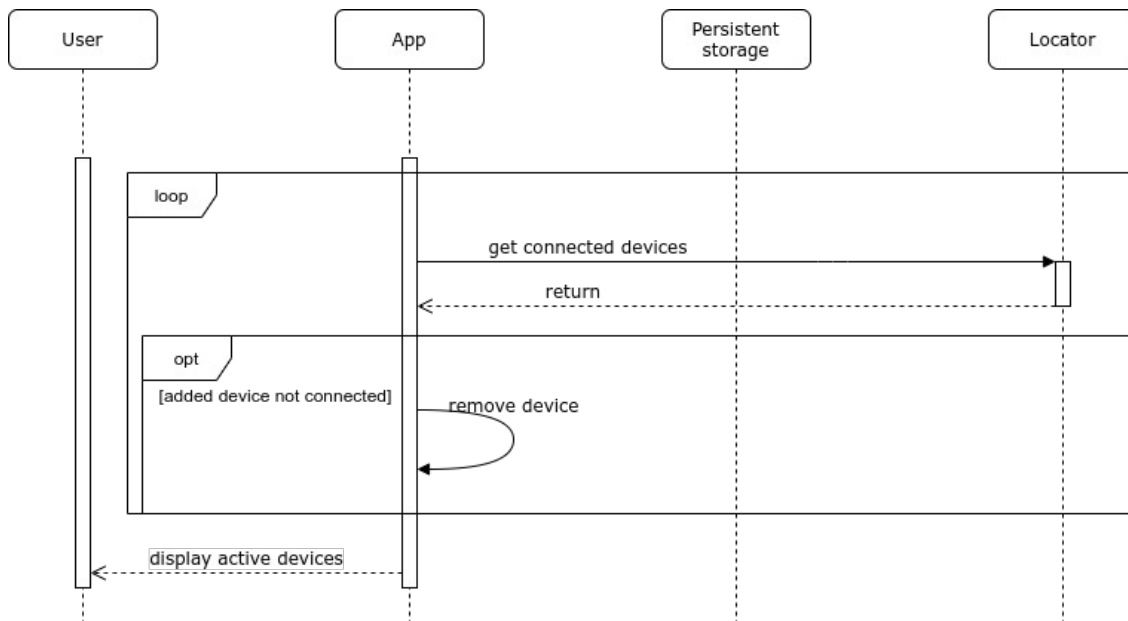 User
App
Persistent
storage
Locator
loop
get connected devices
return
opt
[added device not connected]
remove device
display active devices